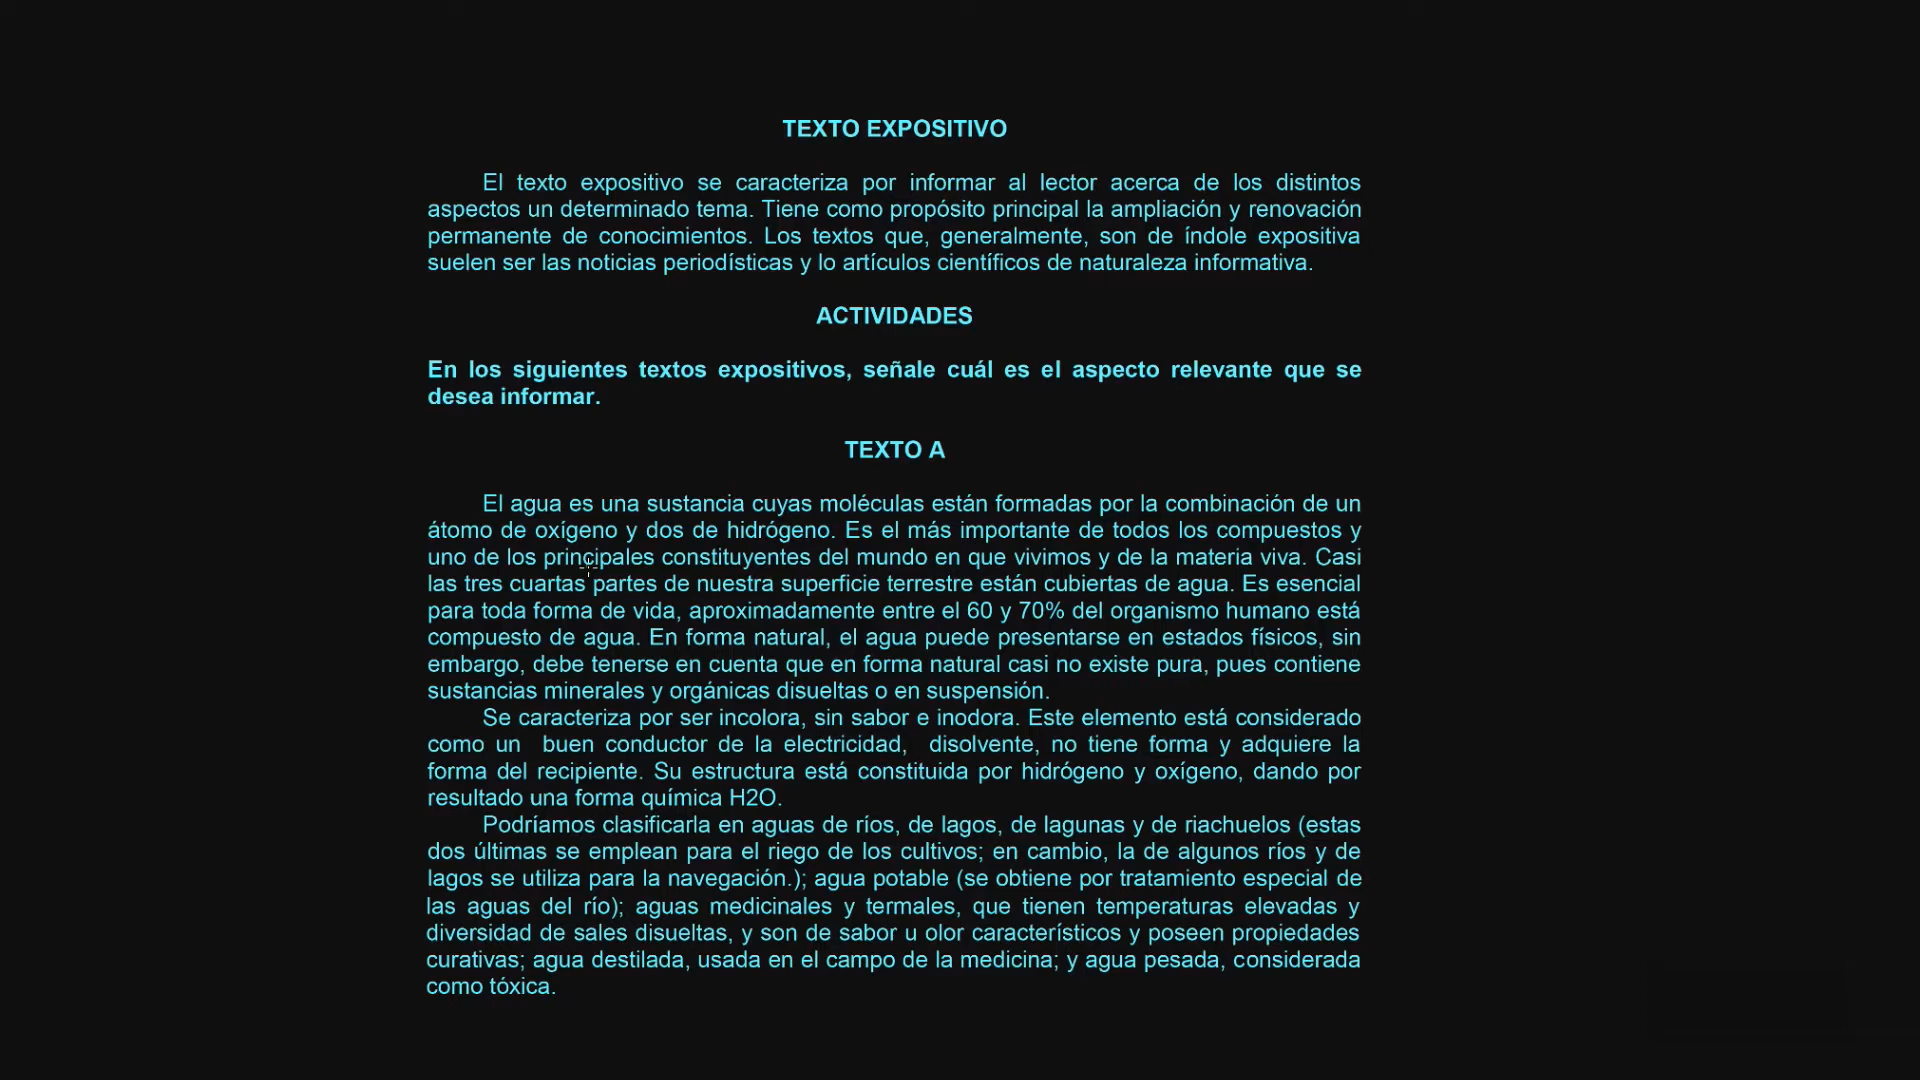 TEXTO EXPOSITIVO
El texto expositivo se caracteriza por informar al lector acerca de los distintos
aspectos un determinado tema. Tiene como propósito principal la ampliación y renovación
permanente de conocimientos. Los textos que, generalmente, son de índole expositiva
suelen ser las noticias periodísticas y lo artículos científicos de naturaleza informativa.
ACTIVIDADES
En los siguientes textos expositivos, señale cuál es el aspecto relevante que se
desea informar.
TEXTO A
El agua es una sustancia cuyas moléculas están formadas por la combinación de un
átomo de oxígeno y dos de hidrógeno. Es el más importante de todos los compuestos y
uno de los principales constituyentes del mundo en que vivimos y de la materia viva. Casi
las tres cuartas partes de nuestra superficie terrestre están cubiertas de agua. Es esencial
para toda forma de vida, aproximadamente entre el 60 y 70% del organismo humano está
compuesto de agua. En forma natural, el agua puede presentarse en estados físicos, sin
embargo, debe tenerse en cuenta que en forma natural casi no existe pura, pues contiene
sustancias minerales y orgánicas disueltas o en suspensión.
Se caracteriza por ser incolora, sin sabor e inodora. Este elemento está considerado
como un buen conductor de la electricidad, disolvente, no tiene forma y adquiere la
forma del recipiente. Su estructura está constituida por hidrógeno y oxígeno, dando por
resultado una forma química H2O.
Podríamos clasificarla en aguas de ríos, de lagos, de lagunas y de riachuelos (estas
dos últimas se emplean para el riego de los cultivos; en cambio, la de algunos ríos y de
lagos se utiliza para la navegación.); agua potable (se obtiene por tratamiento especial de
las aguas del río); aguas medicinales y termales, que tienen temperaturas elevadas y
diversidad de sales disueltas, y son de sabor u olor característicos y poseen propiedades
curativas; agua destilada, usada en el campo de la medicina; y agua pesada, considerada
como tóxica.